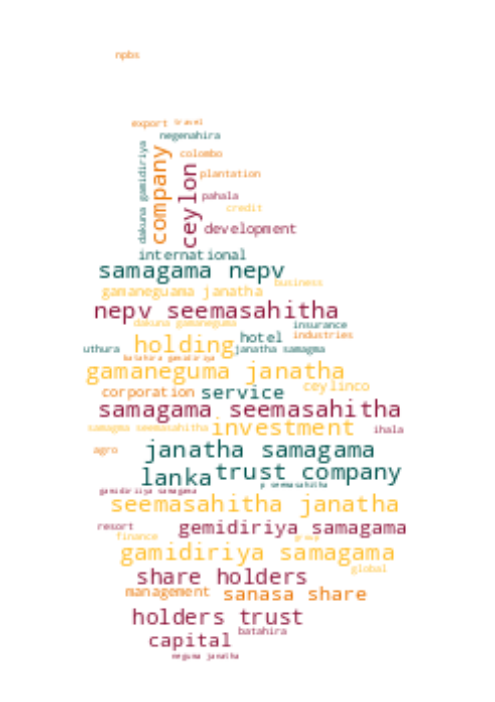 npbs
export travel
negenahira
dakuna gamidiriya
company
colombo
ceylon
plantation
pahala
credit
development
international
samagama nepv
business
gamaneguama janatha
nepv seemasahitha
dakuna gamaneguma
insurance
holding
hotel
industries
uthura
janatha samagma
batahira gamidiriya
gamaneguma janatha
corporation
service
ceylinco
samagama seemasahitha
samagma seemasahitha
investment
ihala
agro
janatha samagama
lanka
trust company
p seemasahitha
gamidiriiya samagama
seemasahitha janatha
resort
gemidiriya samagama
finance
group
gamidiriya samagama
global
share holders
management
sanasa share
holders trust
batahira
capital
neguma janatha